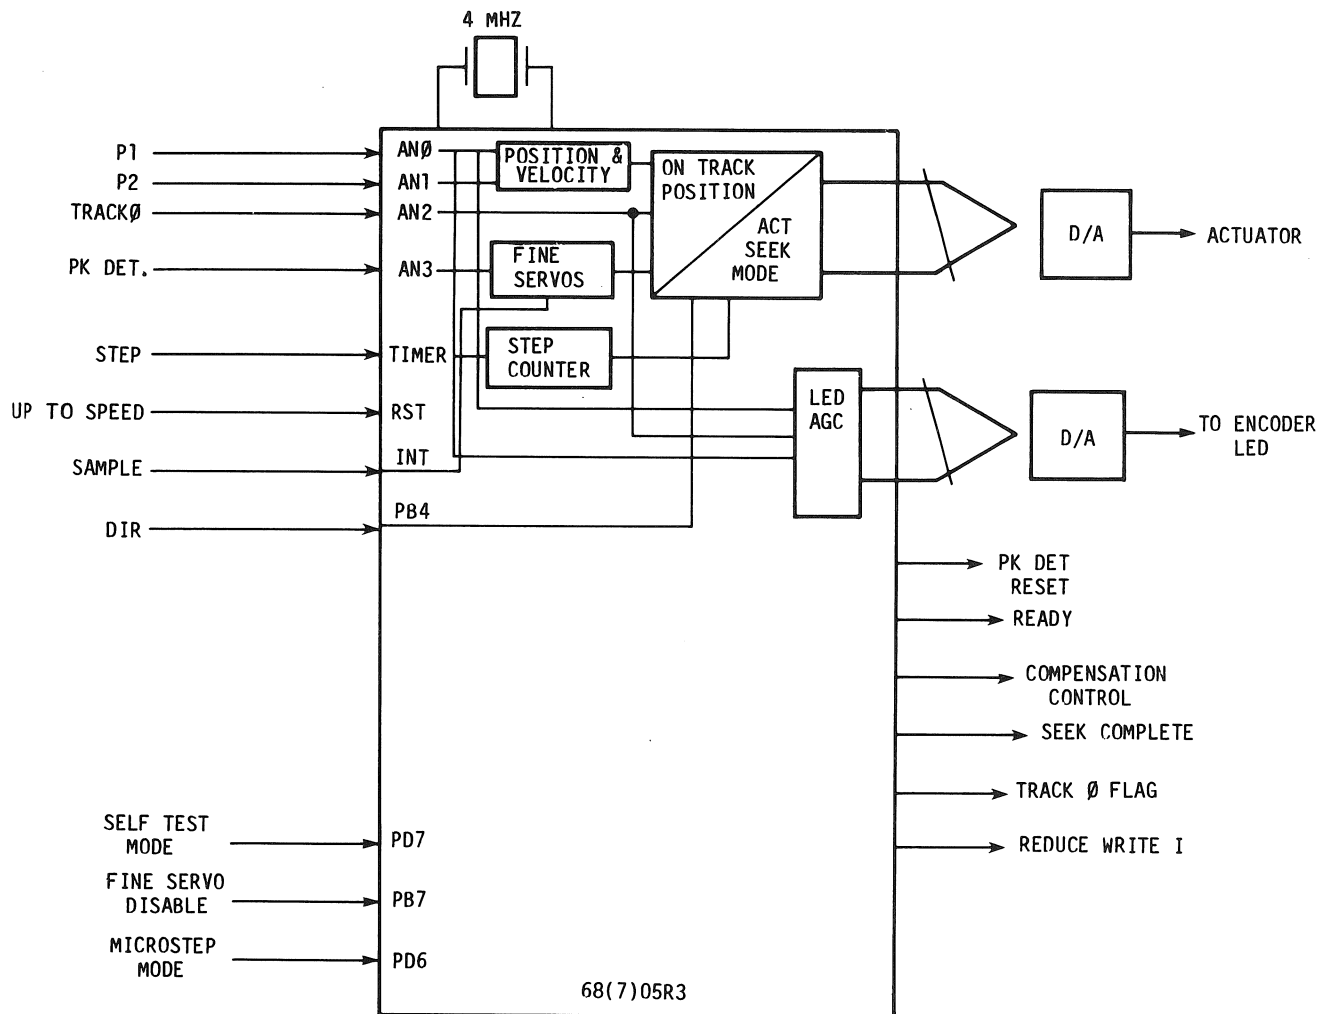 4 MHZ
P1
P2
TRACKØ
PK DET.
STEP
UP TO SPEED
SAMPLE
DIR
SELF TEST
MODE
FINE SERVO
DISABLE
MICROSTEP
MODE
ANØ
AN1
AN2
AN3
TIMER
RST
INT
PB4
PD7
PB7
PD6
POSITION &
VELOCITY
FINE
SERVOS
STEP
COUNTER
ON TRACK
POSITION
ACT
SEEK
MODE
LED
AGC
68(7)05R3
D/A
ACTUATOR
D/A
TO ENCODER
LED
PK DET
RESET
READY
COMPENSATION
CONTROL
SEEK COMPLETE
TRACK Ø FLAG
REDUCE WRITE I